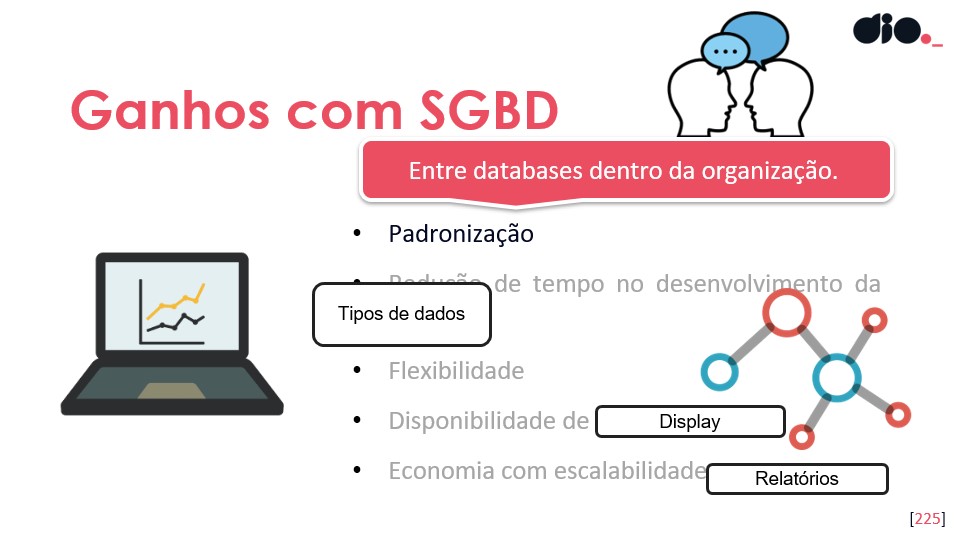 dio._
Ganhos com SGBD
Entre databases dentro da organização.
• Padronização
• Redução de tempo no desenvolvimento da
Tipos de dados
• Flexibilidade
• Disponibilidade de
Display
• Economia com escalabilidade
Relatórios
[225]